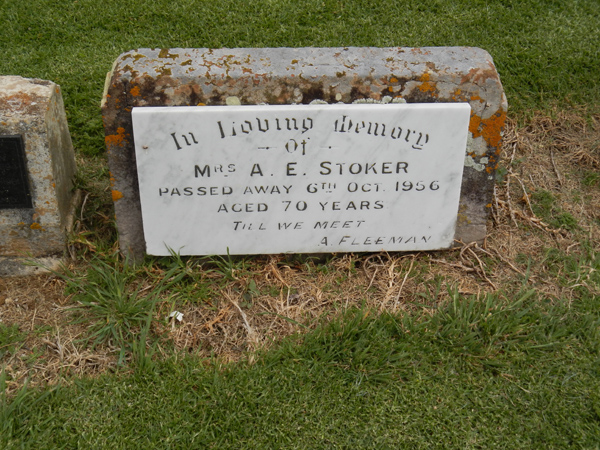 In Loving Memory
— OF —
MRS A. E. STOKER
PASSED AWAY 6TH OCT. 1956
AGED 70 YEARS
TILL WE MEET
A. FLEEMAN